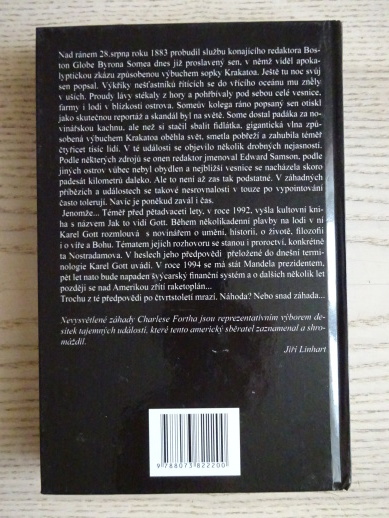 Nad ránem 28.srpna roku 1883 probudil službu konajícího redaktora Bos-
ton Globe Byrona Somea dnes již proslavený sen, v němž viděl apoka-
lyptickou zkázu způsobenou výbuchem sopky Krakatoa. Ještě tu noc svůj
sen popsal. Výkřiky nešťastníků řítících se do vřícího oceánu mu zněly
v uších. Proudy lávy stékaly z hory a pohřbívaly pod sebou celé vesnice,
farmy i lodi v blízkosti ostrova. Someův kolega ráno popsaný sen otiskl
jako skutečnou reportáž a skandál byl na světě. Some dostal padáka za no-
vinářskou kachnu, ale než si stačil sbalit fidlátka, gigantická vlna způ-
sobená výbuchem Krakatoa oběhla svět, smetla pobřeží a zahubila téměř
čtyřicet tisíc lidí. V té události se objevilo několik drobných nejasností.
Podle některých zdrojů se onen redaktor jmenoval Edward Samson, podle
jiných ostrov vůbec nebyl obydlen a nejbližší vesnice se nacházela skoro
padesát kilometrů daleko. Ale to není až zas tak podstatné. V záhadných
příbězích a událostech se takové nesrovnalosti v touze po vypointování
často tolerují. Navíc je poněkud zavál i čas.
Jenomže... Téměř před pětadvaceti lety, v roce 1992, vyšla kultovní kni-
ha s názvem Jak to vidí Gott. Během několikadenní plavby na lodi v ní
Karel Gott rozmlouvá s novinářem o umění, historii, o životě, filozofii
i o víře a Bohu. Tématem jejich rozhovoru se stanou i proroctví, konkrétně
ta Nostradamova. V heslech jeho předpovědi přeložené do dnešní termi-
nologie Karel Gott uvádí. V roce 1994 se má stát Mandela prezidentem,
pět let nato bude napaden švýcarský finanční systém a o dalších několik let
později se nad Amerikou zřítí raketoplán...
Trochu z té předpovědi po čtvrtstoletí mrazí. Náhoda? Nebo snad záhada...
Nevysvětlené záhady Charlese Fortha jsou reprezentativním výborem de-
sítek tajemných událostí, které tento americký sběratel zaznamenal a shro-
máždil.
Jiří Linhart
9 788073 822200